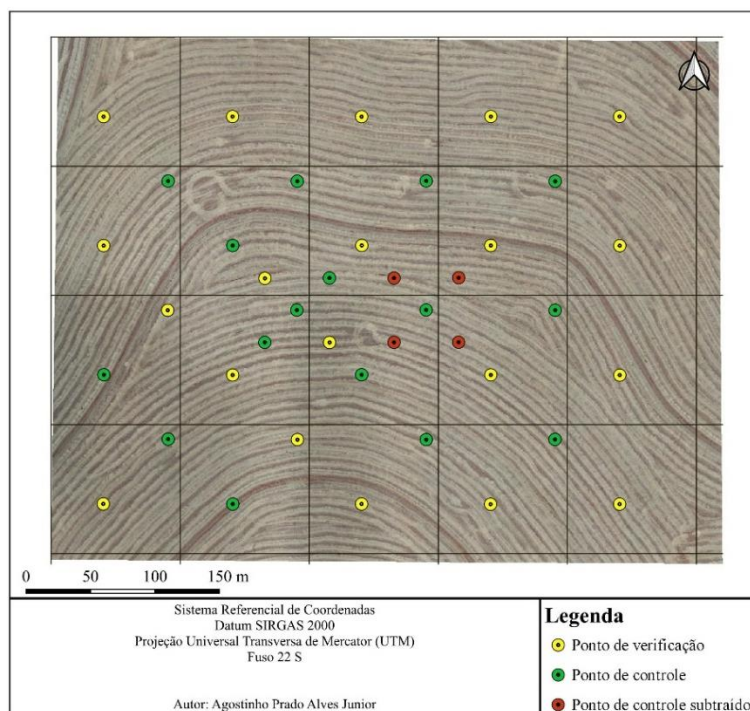 0 50 100 150 m
Sistema Referencial de Coordenadas
Datum SIRGAS 2000
Projeção Universal Transversa de Mercator (UTM)
Fuso 22 S
Autor: Agostinho Prado Alves Junior
Legenda
Ponto de verificação
Ponto de controle
Ponto de controle subtraído